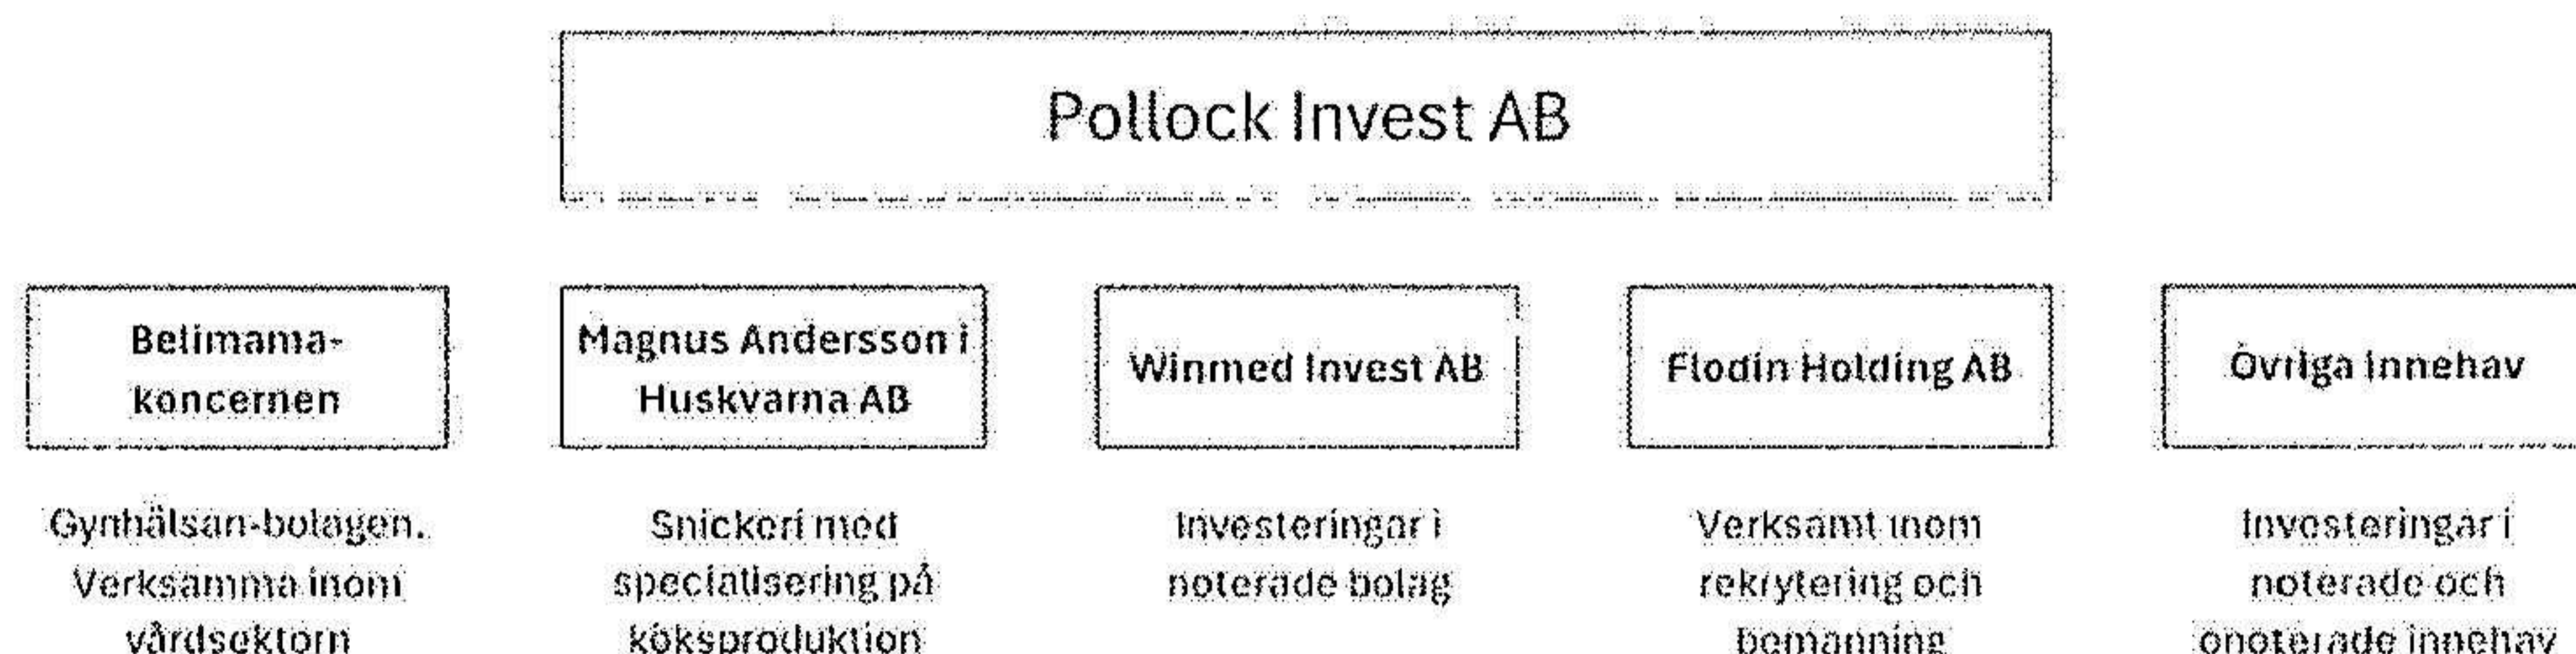 Pollock Invest AB
Belimama-
koncernen
Magnus Andersson i
Huskvarna AB
Winmed Invest AB
Flodin Holding AB
Övriga Innehav
Gynhälsan-bolagen.
Verksamma inom
vårdsektorn
Snickeri med
specialisering på
köksproduktion
Investeringar i
noterade bolag
Verksamt inom
rekrytering och
bemanning
Investeringar i
noterade och
onoterade innehav